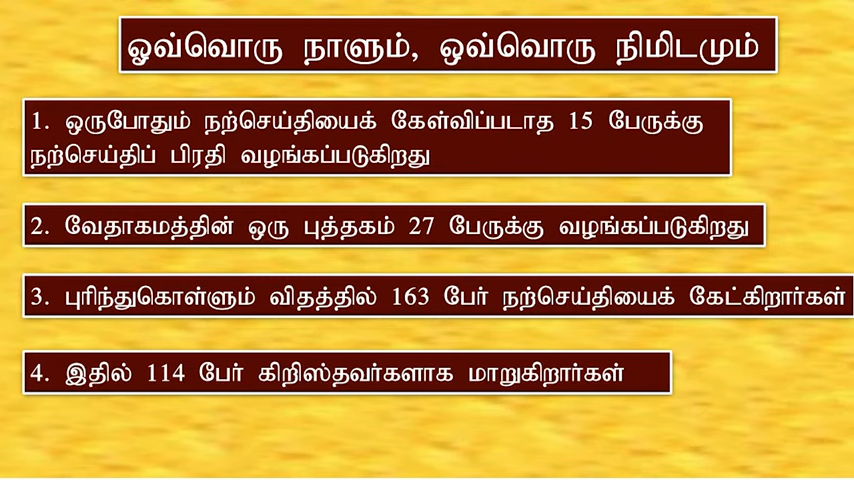 ஓவ்வொரு நாளும், ஒவ்வொரு நிமிடமும்
1. ஒருபோதும் நற்செய்தியைக் கேள்விப்படாத 15 பேருக்கு
நற்செய்திப் பிரதி வழங்கப்படுகிறது
2. வேதாகமத்தின் ஒரு புத்தகம் 27 பேருக்கு வழங்கப்படுகிறது
3. புரிந்துகொள்ளும் விதத்தில் 163 பேர் நற்செய்தியைக் கேட்கிறார்கள்
4. இதில் 114 பேர் கிறிஸ்தவர்களாக மாறுகிறார்கள்